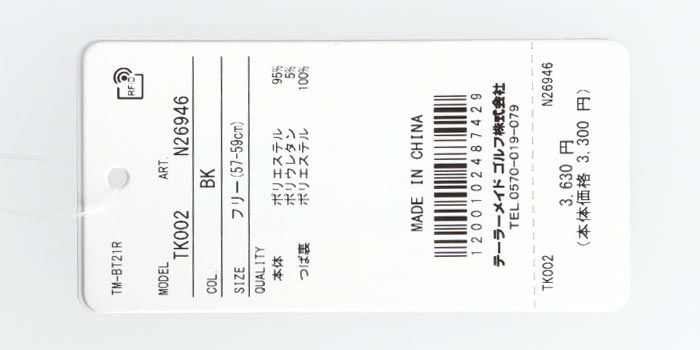 RFID
TM-BT21R
MODEL ART.
TK002 N26946
COL. BK
SIZE フリー(57-59cm)
QUALITY
本体 ポリエステル 95%
ポリウレタン 5%
つば裏 ポリエステル 100%
MADE IN CHINA
1200102487429
テーラーメイド ゴルフ株式会社
TEL 0570-019-079
TK002 N26946
3,630 円
(本体価格 3,300 円)